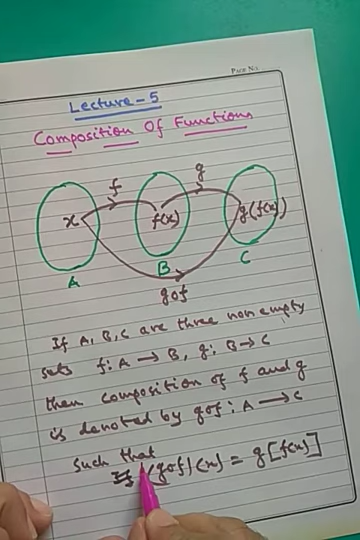 PAGE No.
Lecture - 5
Composition Of Functions
f g
x f(x) g(f(x))
A B C
gof
If A, B, C are three non empty
sets f: A → B, g: B → C
then composition of f and g
is denoted by gof : A → C
such that
(gof)(x) = g[f(x)]